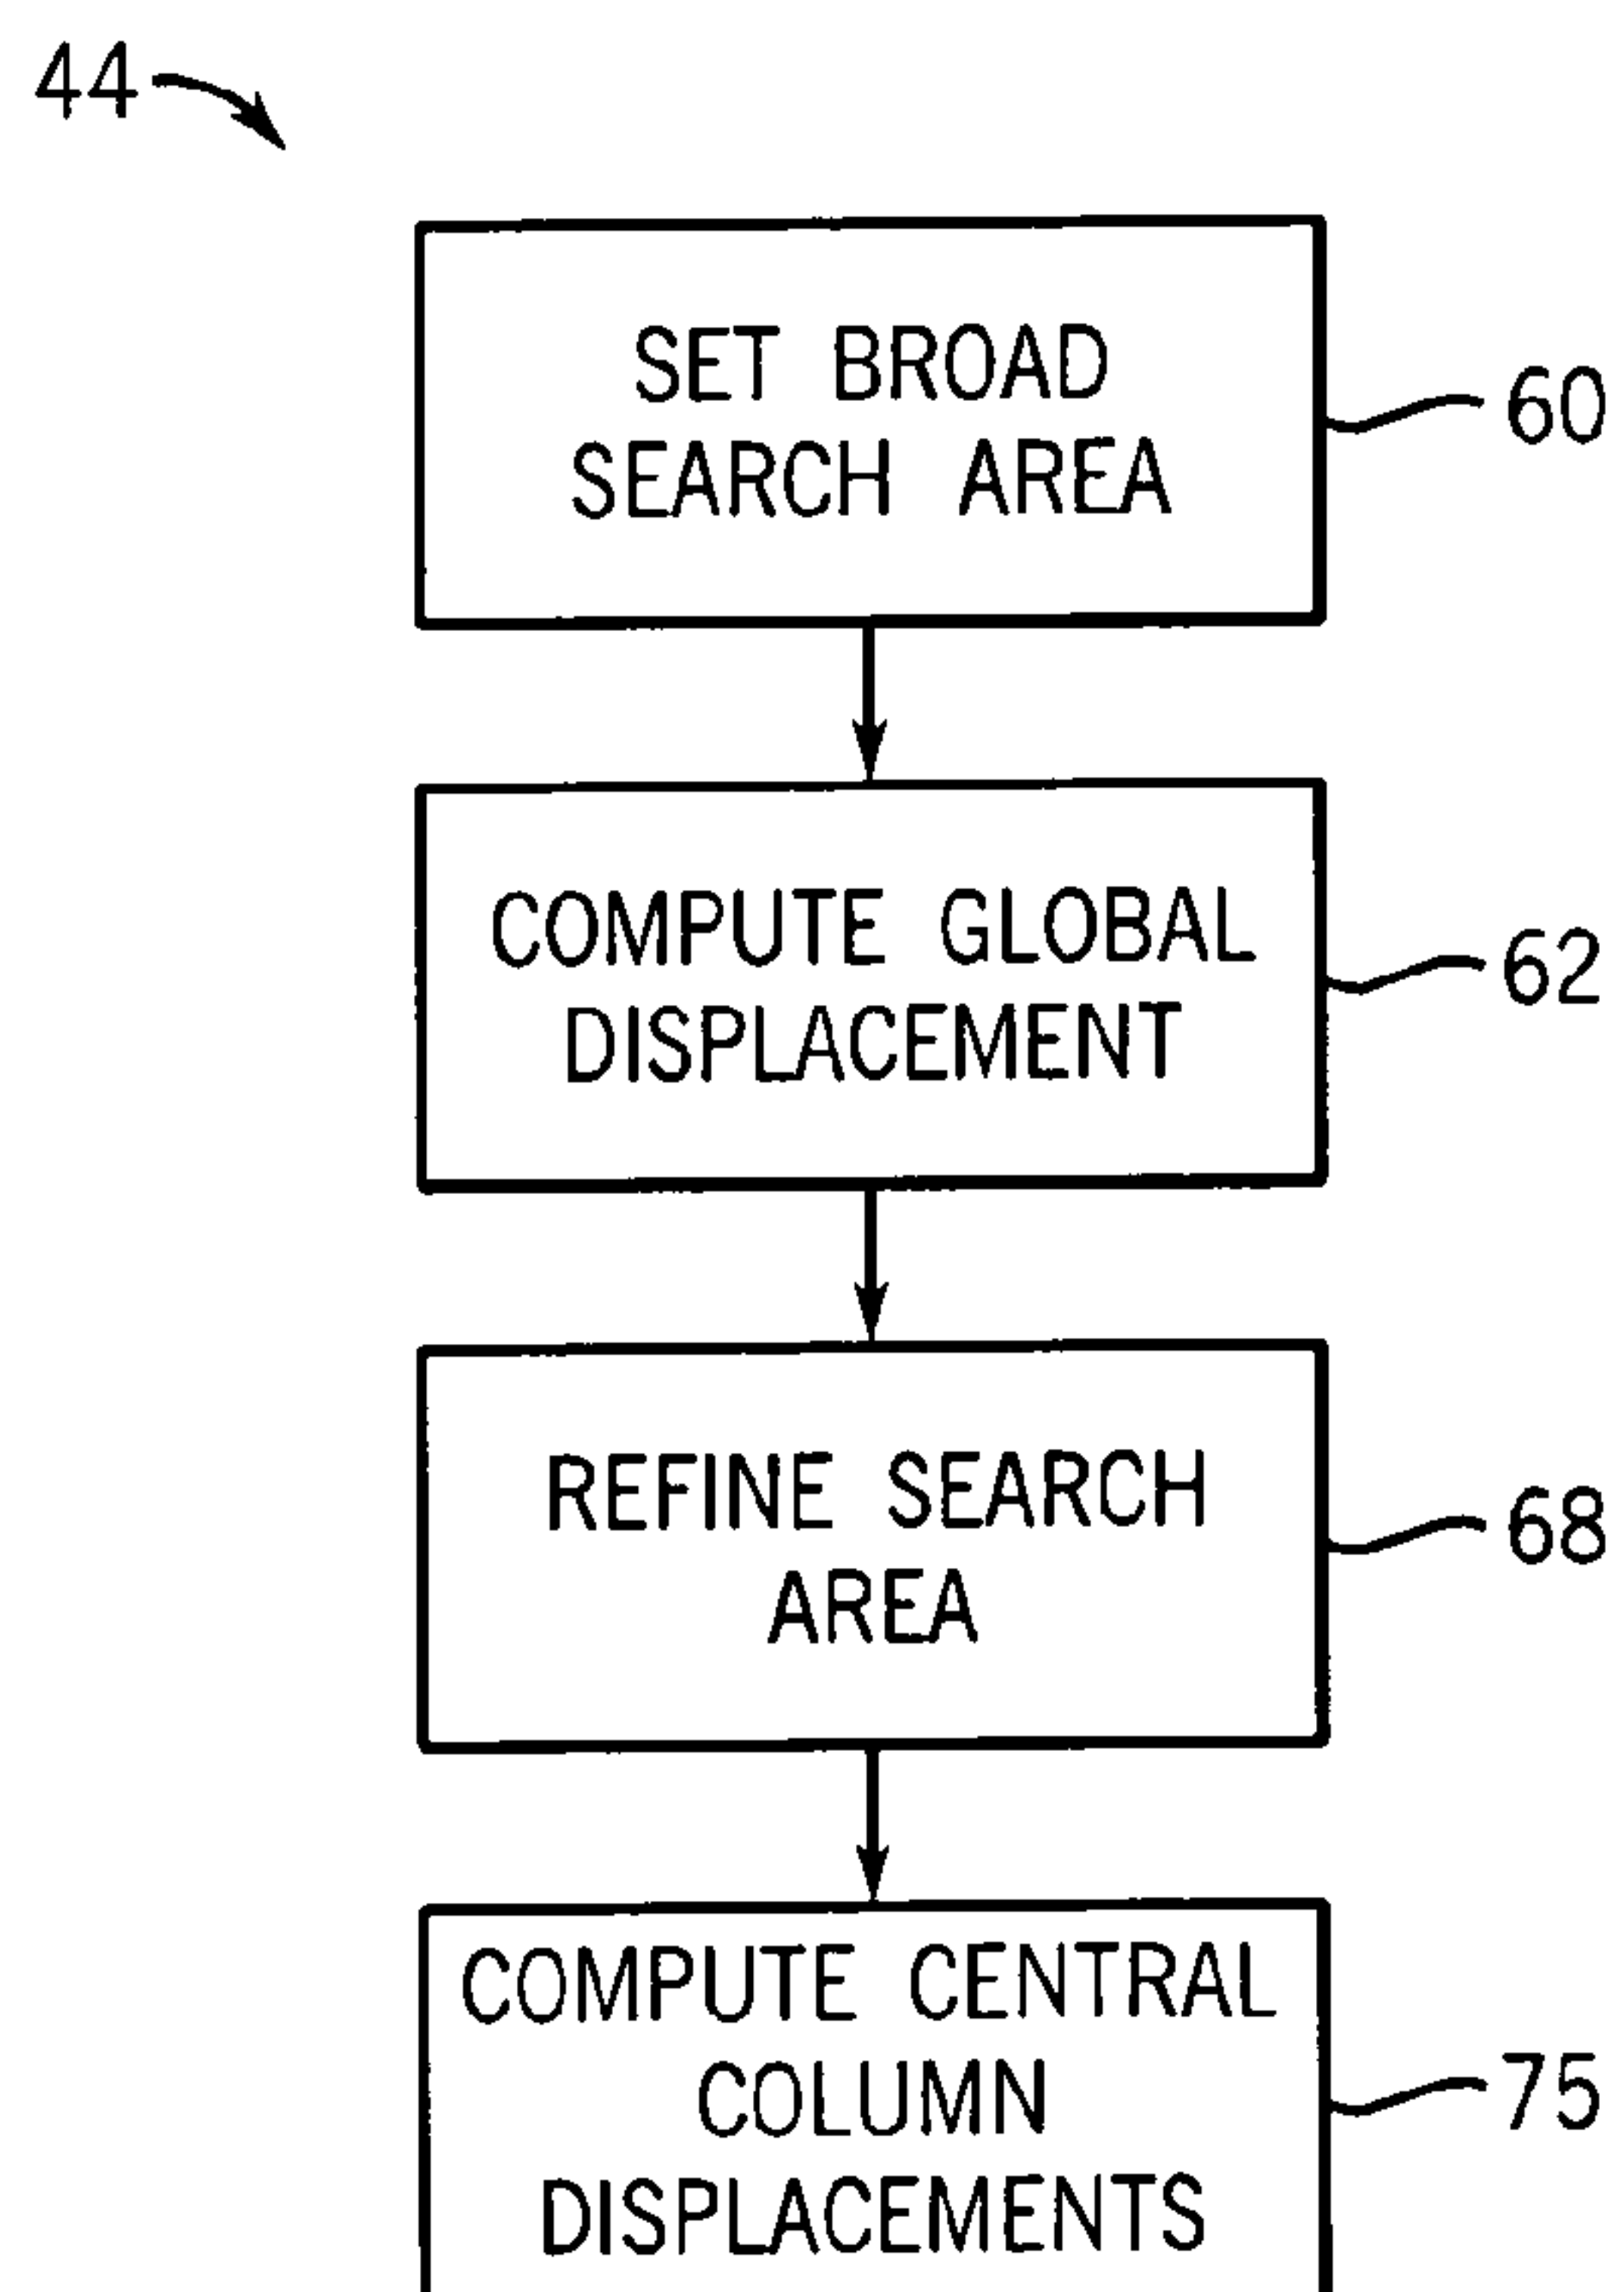 44
SET BROAD
SEARCH AREA
60
COMPUTE GLOBAL
DISPLACEMENT
62
REFINE SEARCH
AREA
68
COMPUTE CENTRAL
COLUMN
DISPLACEMENTS
75